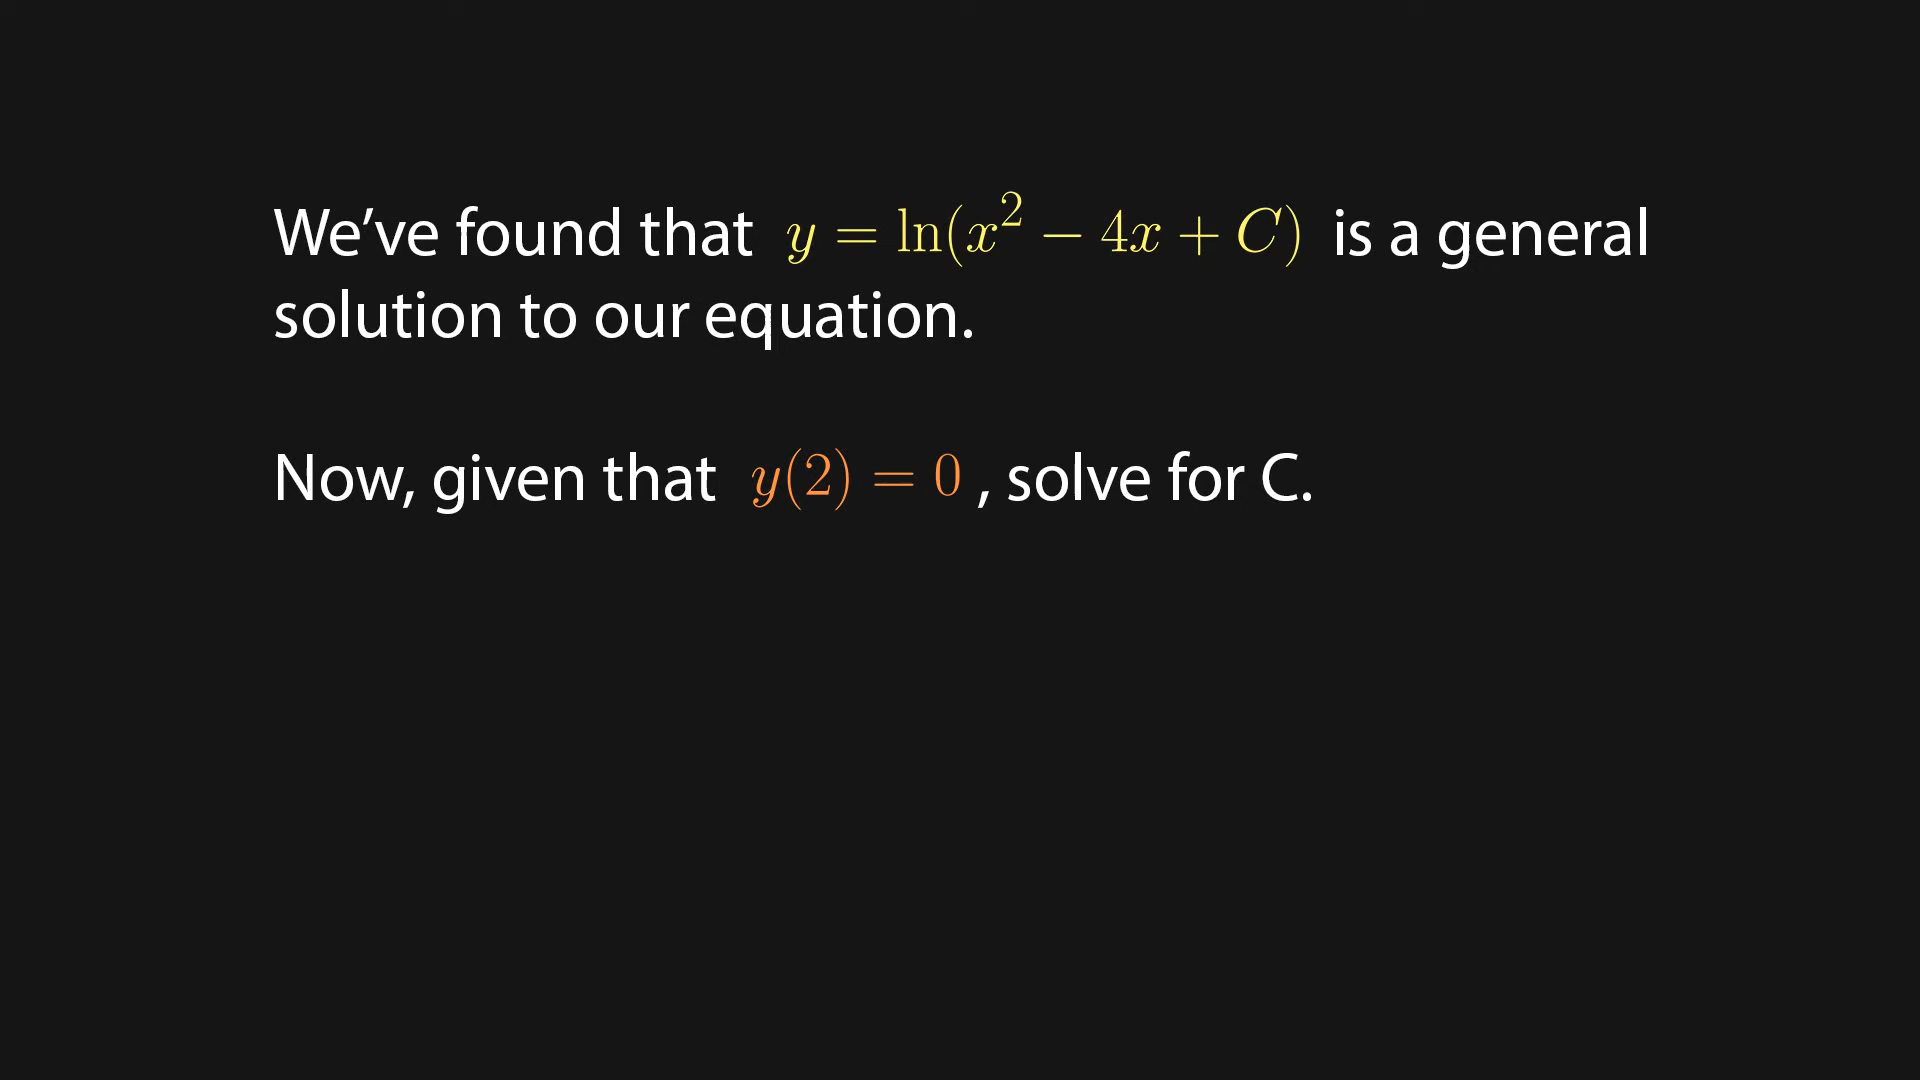 We’ve found that y = ln(x² − 4x + C) is a general
solution to our equation.
Now, given that y(2) = 0 , solve for C.